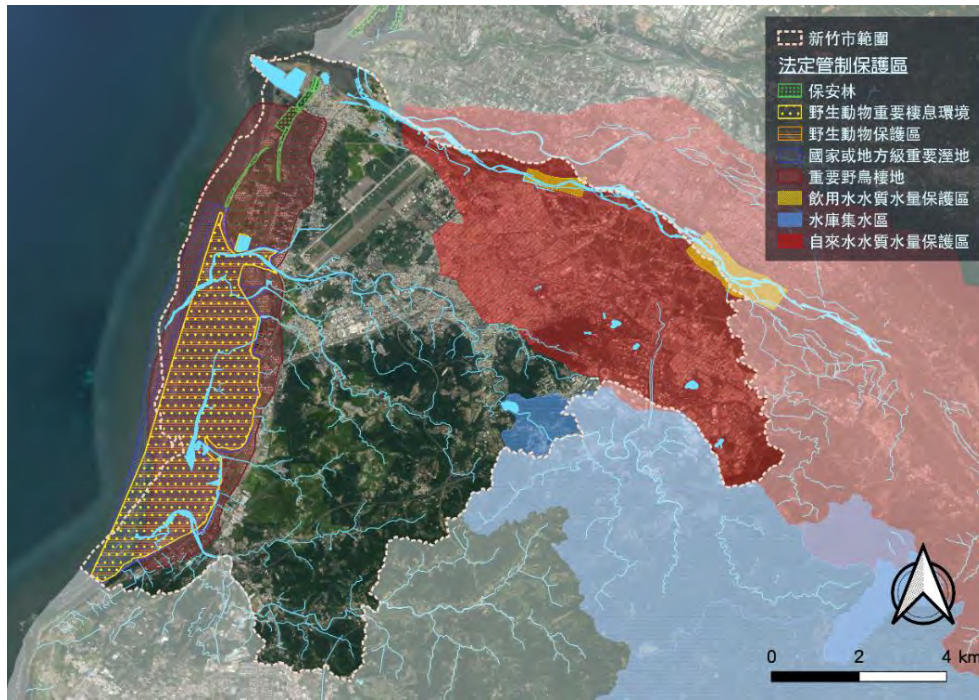 新竹市範圍
法定管制保護區
保安林
野生動物重要棲息環境
野生動物保護區
國家或地方級重要溼地
重要野鳥棲地
飲用水水質水量保護區
水庫集水區
自來水水質水量保護區
0 2 4 km